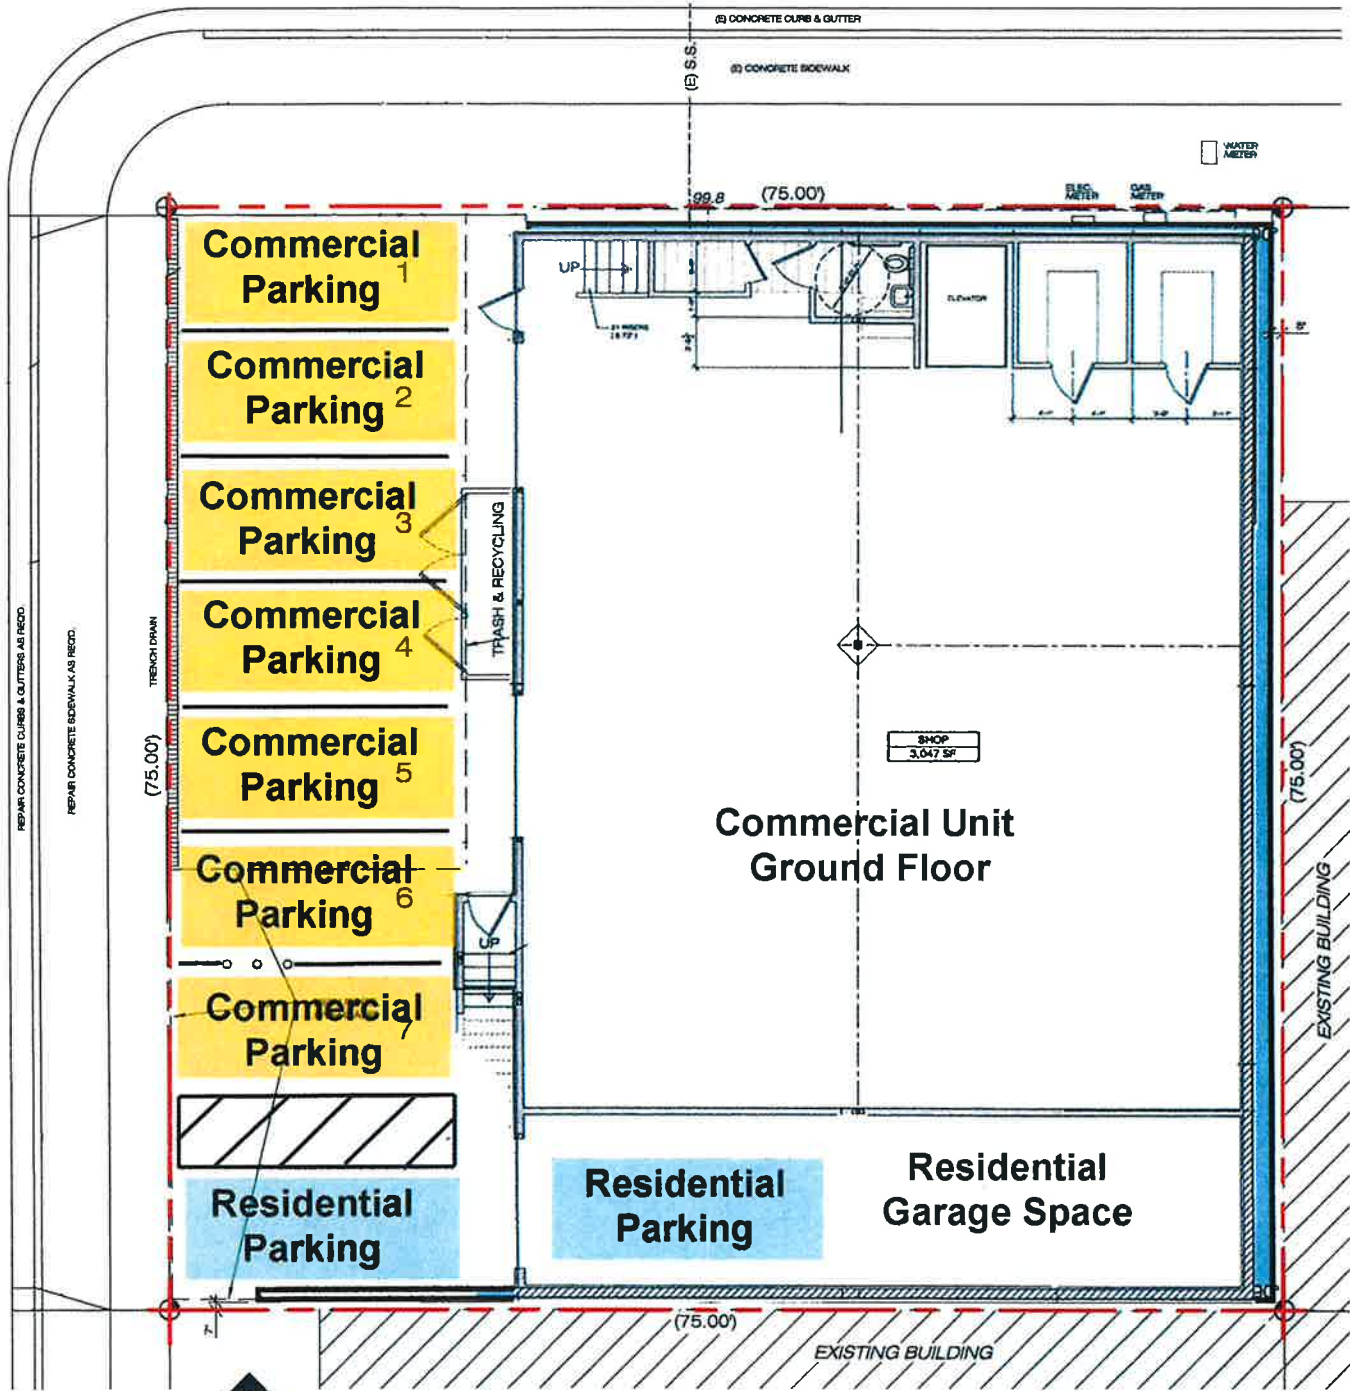 (E) CONCRETE CURB & GUTTER
(E) S.S.
(E) CONCRETE SIDEWALK
WATER
METER
ELEC.
METER
GAS
METER
99.8
(75.00')
Commercial
Parking 1
UP
21 RISERS
ELEVATOR
8"
Commercial
Parking 2
Commercial
Parking 3
TRASH & RECYCLING
Commercial
Parking 4
TRENCH DRAIN
REPAIR CONCRETE CURBS & GUTTERS AS REQ'D.
REPAIR CONCRETE SIDEWALK AS REQ'D.
(75.00')
Commercial
Parking 5
SHOP
3,047 SF
(75.00')
Commercial Unit
Ground Floor
Commercial
Parking 6
UP
EXISTING BUILDING
Commercial
Parking 7
Residential
Parking
Residential
Parking
Residential
Garage Space
7"
(75.00')
EXISTING BUILDING